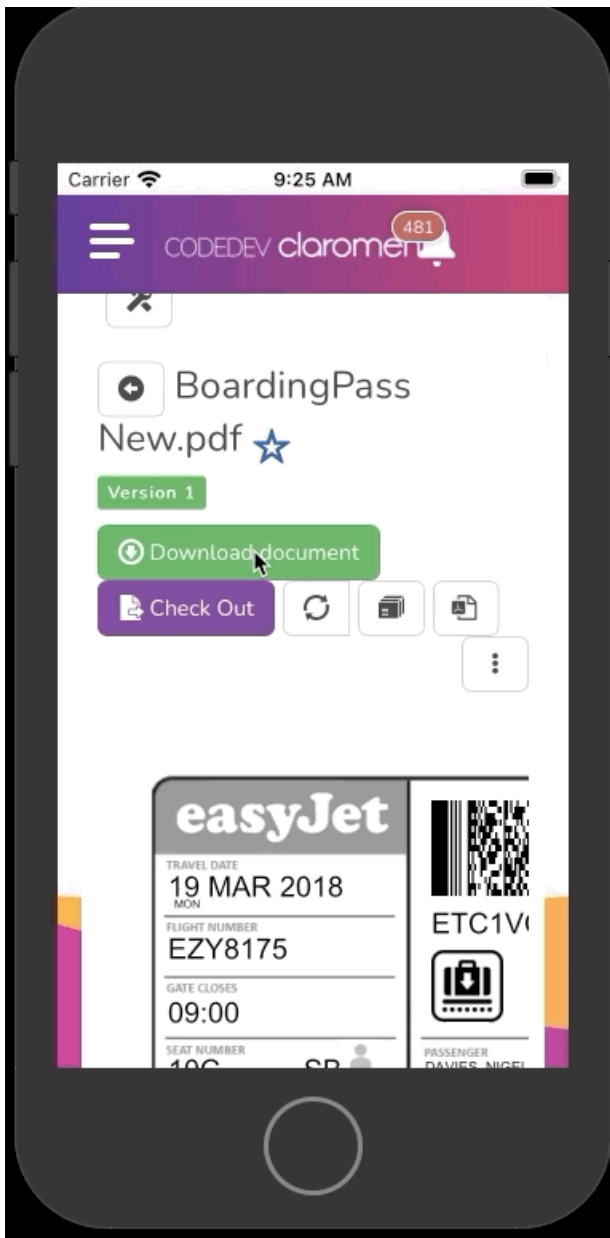 Carrier 9:25 AM
CODEDEV 481
BoardingPass
New.pdf
Version 1
Download document
Check Out
easyJet
TRAVEL DATE
19 MAR 2018
MON
FLIGHT NUMBER
EZY8175
ETC1V
GATE CLOSES
09:00
SEAT NUMBER PASSENGER